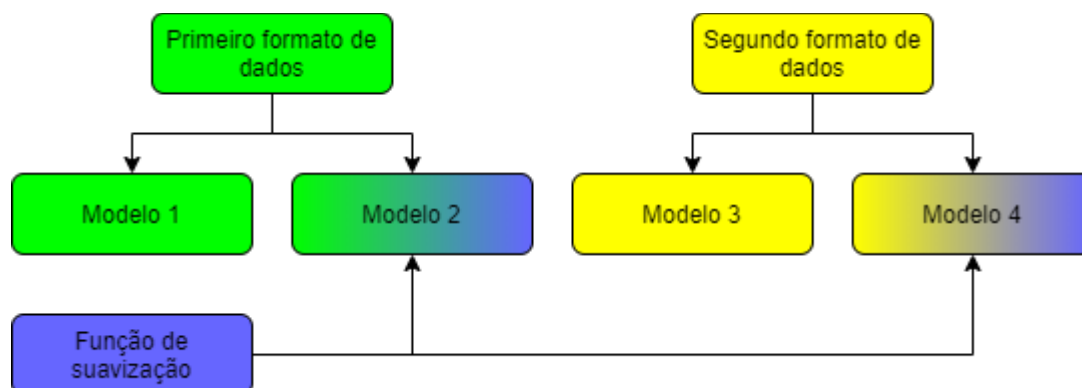 Primeiro formato de
dados
Segundo formato de
dados
Modelo 1
Modelo 2
Modelo 3
Modelo 4
Função de
suavização